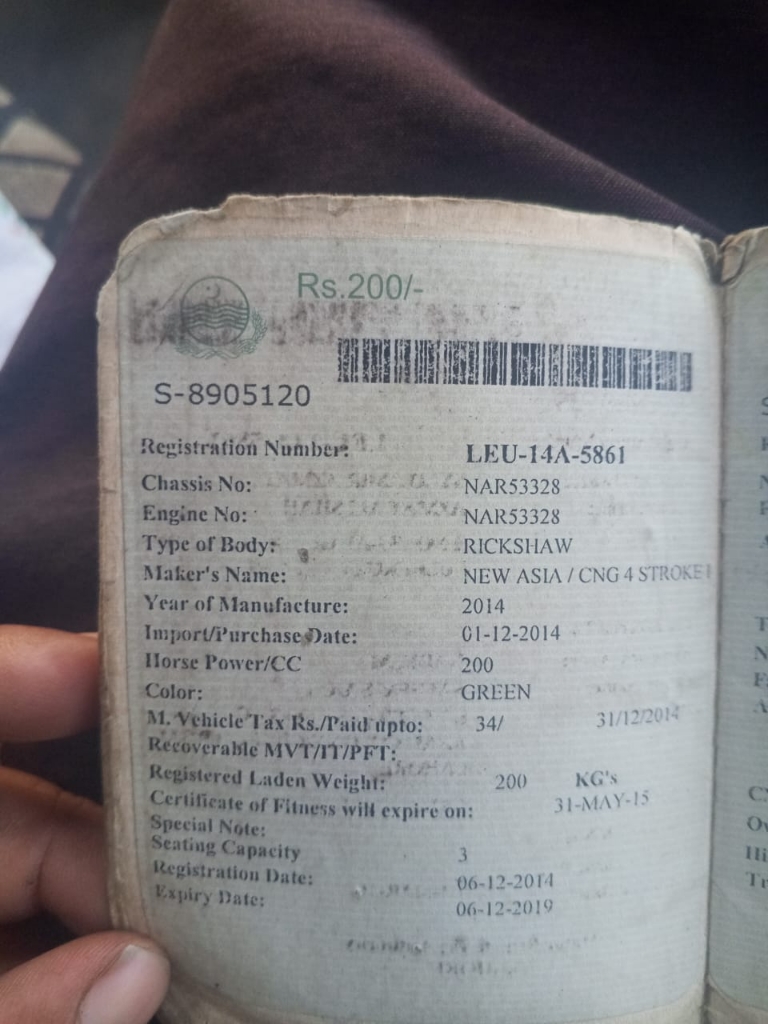 Rs.200/-
S-8905120
Registration Number: LEU-14A-5861
Chassis No: NAR53328
Engine No: NAR53328
Type of Body: RICKSHAW
Maker's Name: NEW ASIA / CNG 4 STROKE
Year of Manufacture: 2014
Import/Purchase Date: 01-12-2014
Horse Power/CC 200
Color: GREEN
M. Vehicle Tax Rs./Paid upto: 34/ 31/12/2014
Recoverable MVT/IT/PFT:
Registered Laden Weight: 200 KG's
Certificate of Fitness will expire on: 31-MAY-15
Special Note:
Seating Capacity 3
Registration Date: 06-12-2014
Expiry Date: 06-12-2019